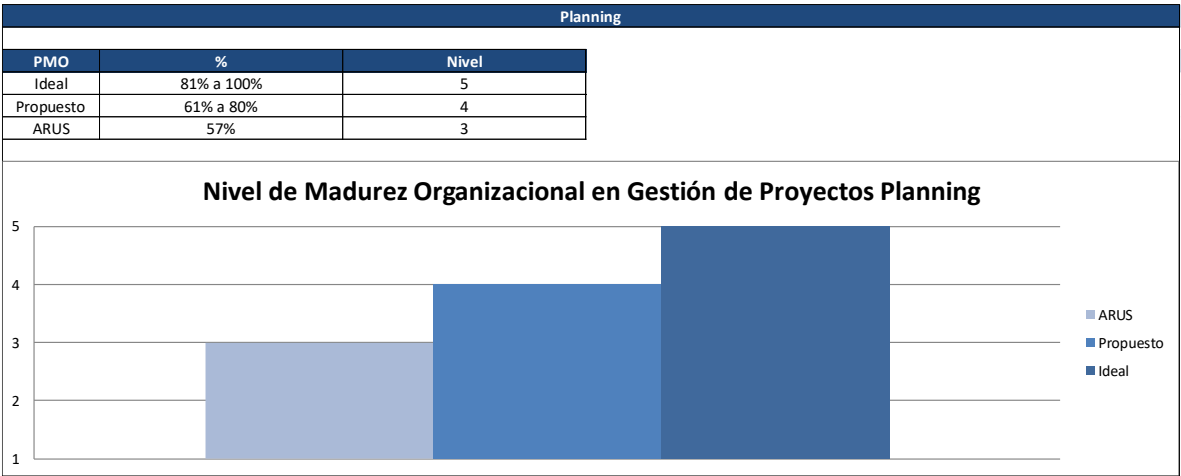 Planning
PMO % Nivel
Ideal 81% a 100% 5
Propuesto 61% a 80% 4
ARUS 57% 3
Nivel de Madurez Organizacional en Gestión de Proyectos Planning
5
4
3
2
1
ARUS
Propuesto
Ideal